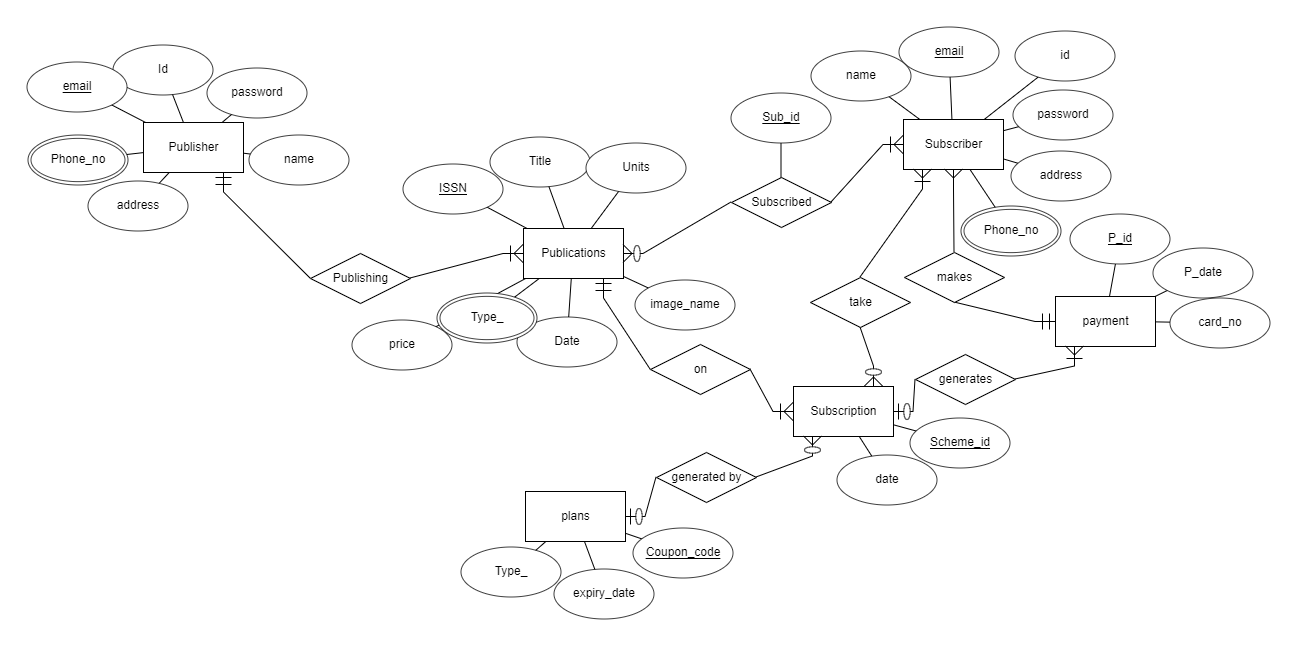 email
Id
password
Publisher
Phone_no
name
address
Publishing
ISSN
Title
Units
Publications
image_name
Type_
price
Date
Sub_id
Subscribed
name
email
id
password
Subscriber
address
Phone_no
take
makes
P_id
P_date
payment
card_no
on
generates
Subscription
Scheme_id
date
generated by
plans
Coupon_code
Type_
expiry_date